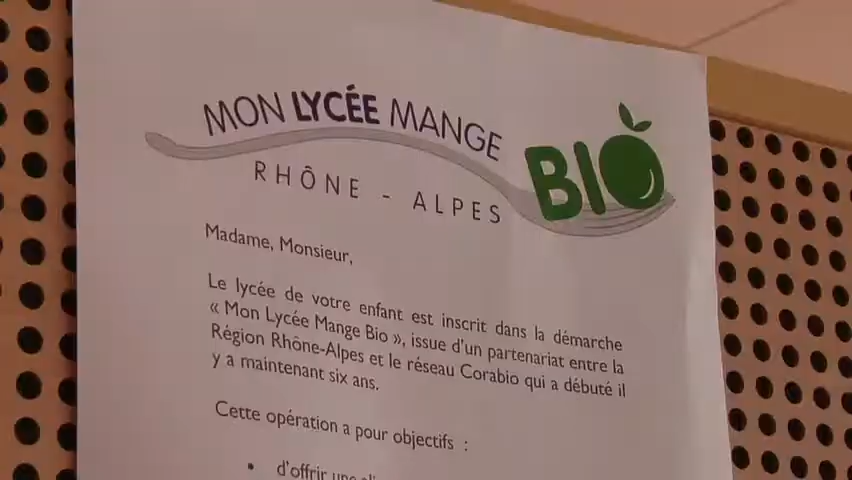 MON LYCÉE MANGE
BIO
RHÔNE - ALPES
Madame, Monsieur,
Le lycée de votre enfant est inscrit dans la démarche
« Mon Lycée Mange Bio », issue d'un partenariat entre la
Région Rhône-Alpes et le réseau Corabio qui a débuté il
y a maintenant six ans.
Cette opération a pour objectifs :
• d'offrir une